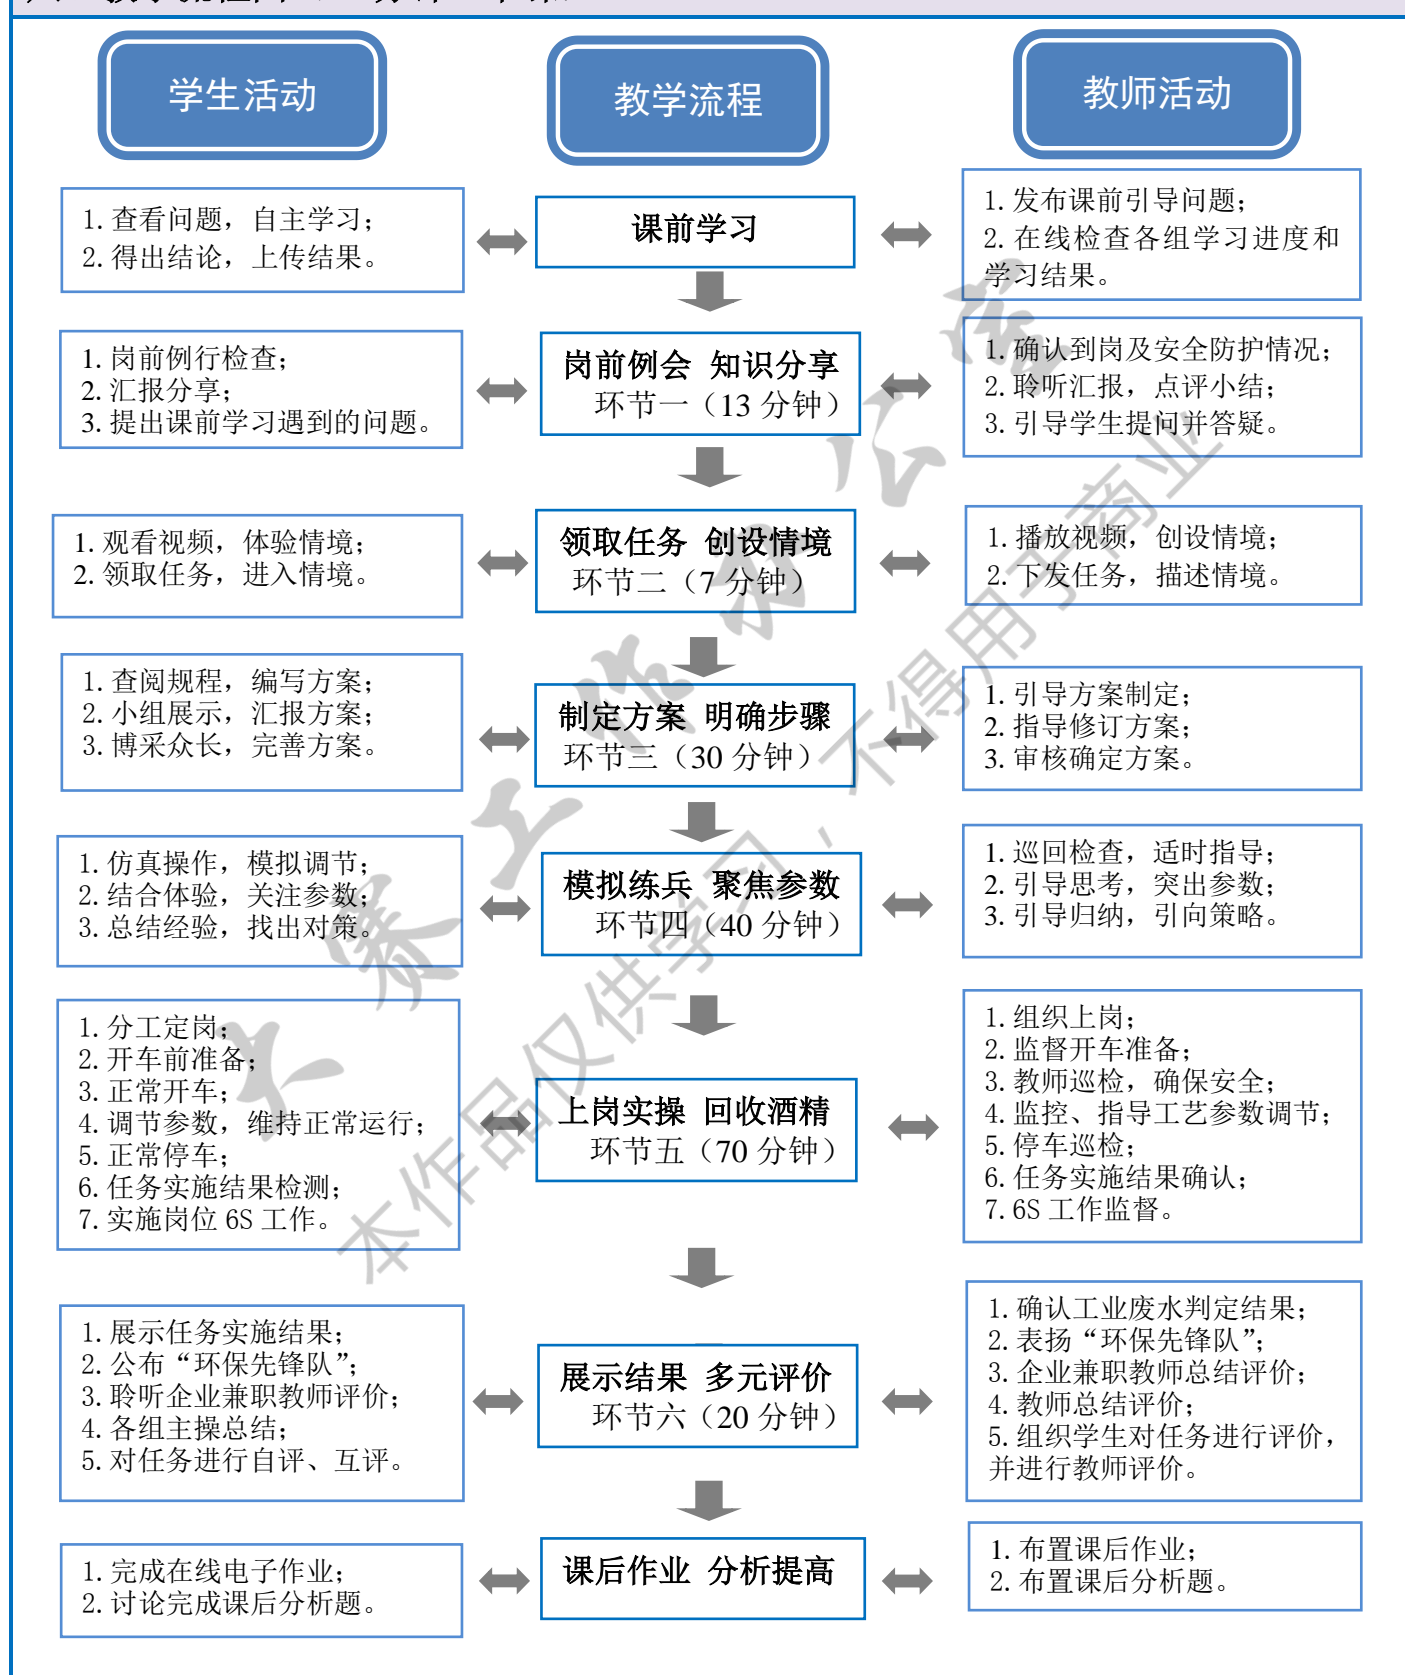 学生活动
教学流程
教师活动
1. 查看问题，自主学习；
2. 得出结论，上传结果。
课前学习
1. 发布课前引导问题；
2. 在线检查各组学习进度和
学习结果。
1. 岗前例行检查；
2. 汇报分享；
3. 提出课前学习遇到的问题。
岗前例会 知识分享
环节一（13 分钟）
1. 确认到岗及安全防护情况；
2. 聆听汇报，点评小结；
3. 引导学生提问并答疑。
1. 观看视频，体验情境；
2. 领取任务，进入情境。
领取任务 创设情境
环节二（7 分钟）
1. 播放视频，创设情境；
2. 下发任务，描述情境。
1. 查阅规程，编写方案；
2. 小组展示，汇报方案；
3. 博采众长，完善方案。
制定方案 明确步骤
环节三（30 分钟）
1. 引导方案制定；
2. 指导修订方案；
3. 审核确定方案。
1. 仿真操作，模拟调节；
2. 结合体验，关注参数；
3. 总结经验，找出对策。
模拟练兵 聚焦参数
环节四（40 分钟）
1. 巡回检查，适时指导；
2. 引导思考，突出参数；
3. 引导归纳，引向策略。
1. 分工定岗；
2. 开车前准备；
3. 正常开车；
4. 调节参数，维持正常运行；
5. 正常停车；
6. 任务实施结果检测；
7. 实施岗位 6S 工作。
上岗实操 回收酒精
环节五（70 分钟）
1. 组织上岗；
2. 监督开车准备；
3. 教师巡检，确保安全；
4. 监控、指导工艺参数调节；
5. 停车巡检；
6. 任务实施结果确认；
7. 6S 工作监督。
1. 展示任务实施结果；
2. 公布“环保先锋队”；
3. 聆听企业兼职教师评价；
4. 各组主操总结；
5. 对任务进行自评、互评。
展示结果 多元评价
环节六（20 分钟）
1. 确认工业废水判定结果；
2. 表扬“环保先锋队”；
3. 企业兼职教师总结评价；
4. 教师总结评价；
5. 组织学生对任务进行评价，
并进行教师评价。
1. 完成在线电子作业；
2. 讨论完成课后分析题。
课后作业 分析提高
1. 布置课后作业；
2. 布置课后分析题。
大赛工作办公室
本作品仅供学习，不得用于商业